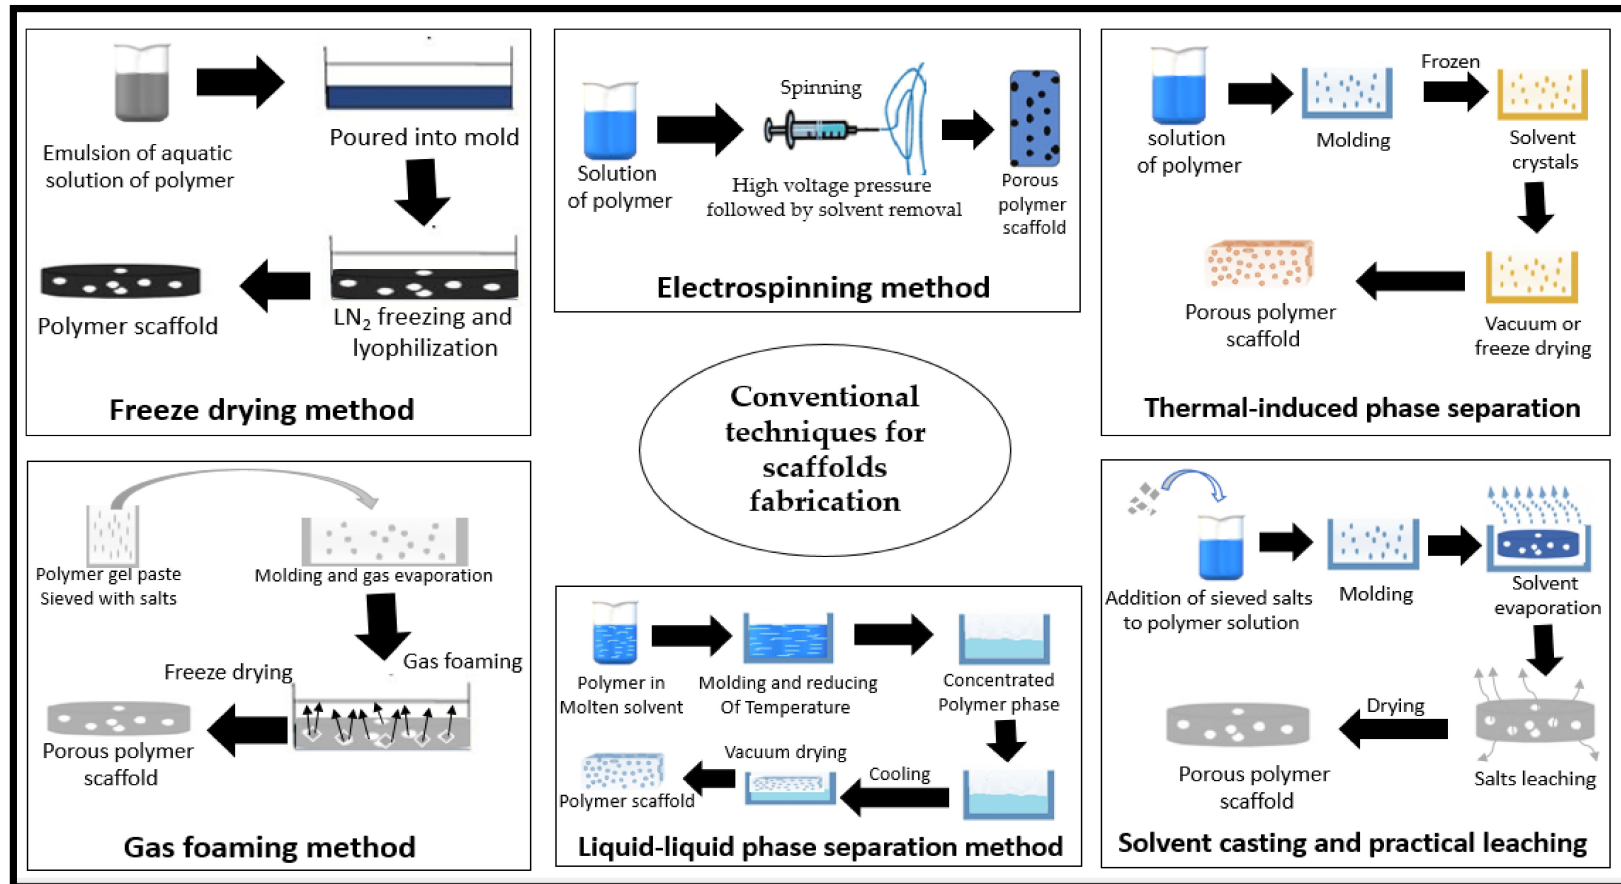 Emulsion of aquatic
solution of polymer
Poured into mold
LN₂ freezing and
lyophilization
Polymer scaffold
Freeze drying method
Solution
of polymer
Spinning
High voltage pressure
followed by solvent removal
Porous
polymer
scaffold
Electrospinning method
solution
of polymer
Molding
Frozen
Solvent
crystals
Vacuum or
freeze drying
Porous polymer
scaffold
Thermal-induced phase separation
Conventional
techniques for
scaffolds
fabrication
Polymer gel paste
Sieved with salts
Molding and gas evaporation
Gas foaming
Freeze drying
Porous polymer
scaffold
Gas foaming method
Polymer in
Molten solvent
Molding and reducing
Of Temperature
Concentrated
Polymer phase
Cooling
Vacuum drying
Polymer scaffold
Liquid-liquid phase separation method
Addition of sieved salts
to polymer solution
Molding
Solvent
evaporation
Salts leaching
Drying
Porous polymer
scaffold
Solvent casting and practical leaching